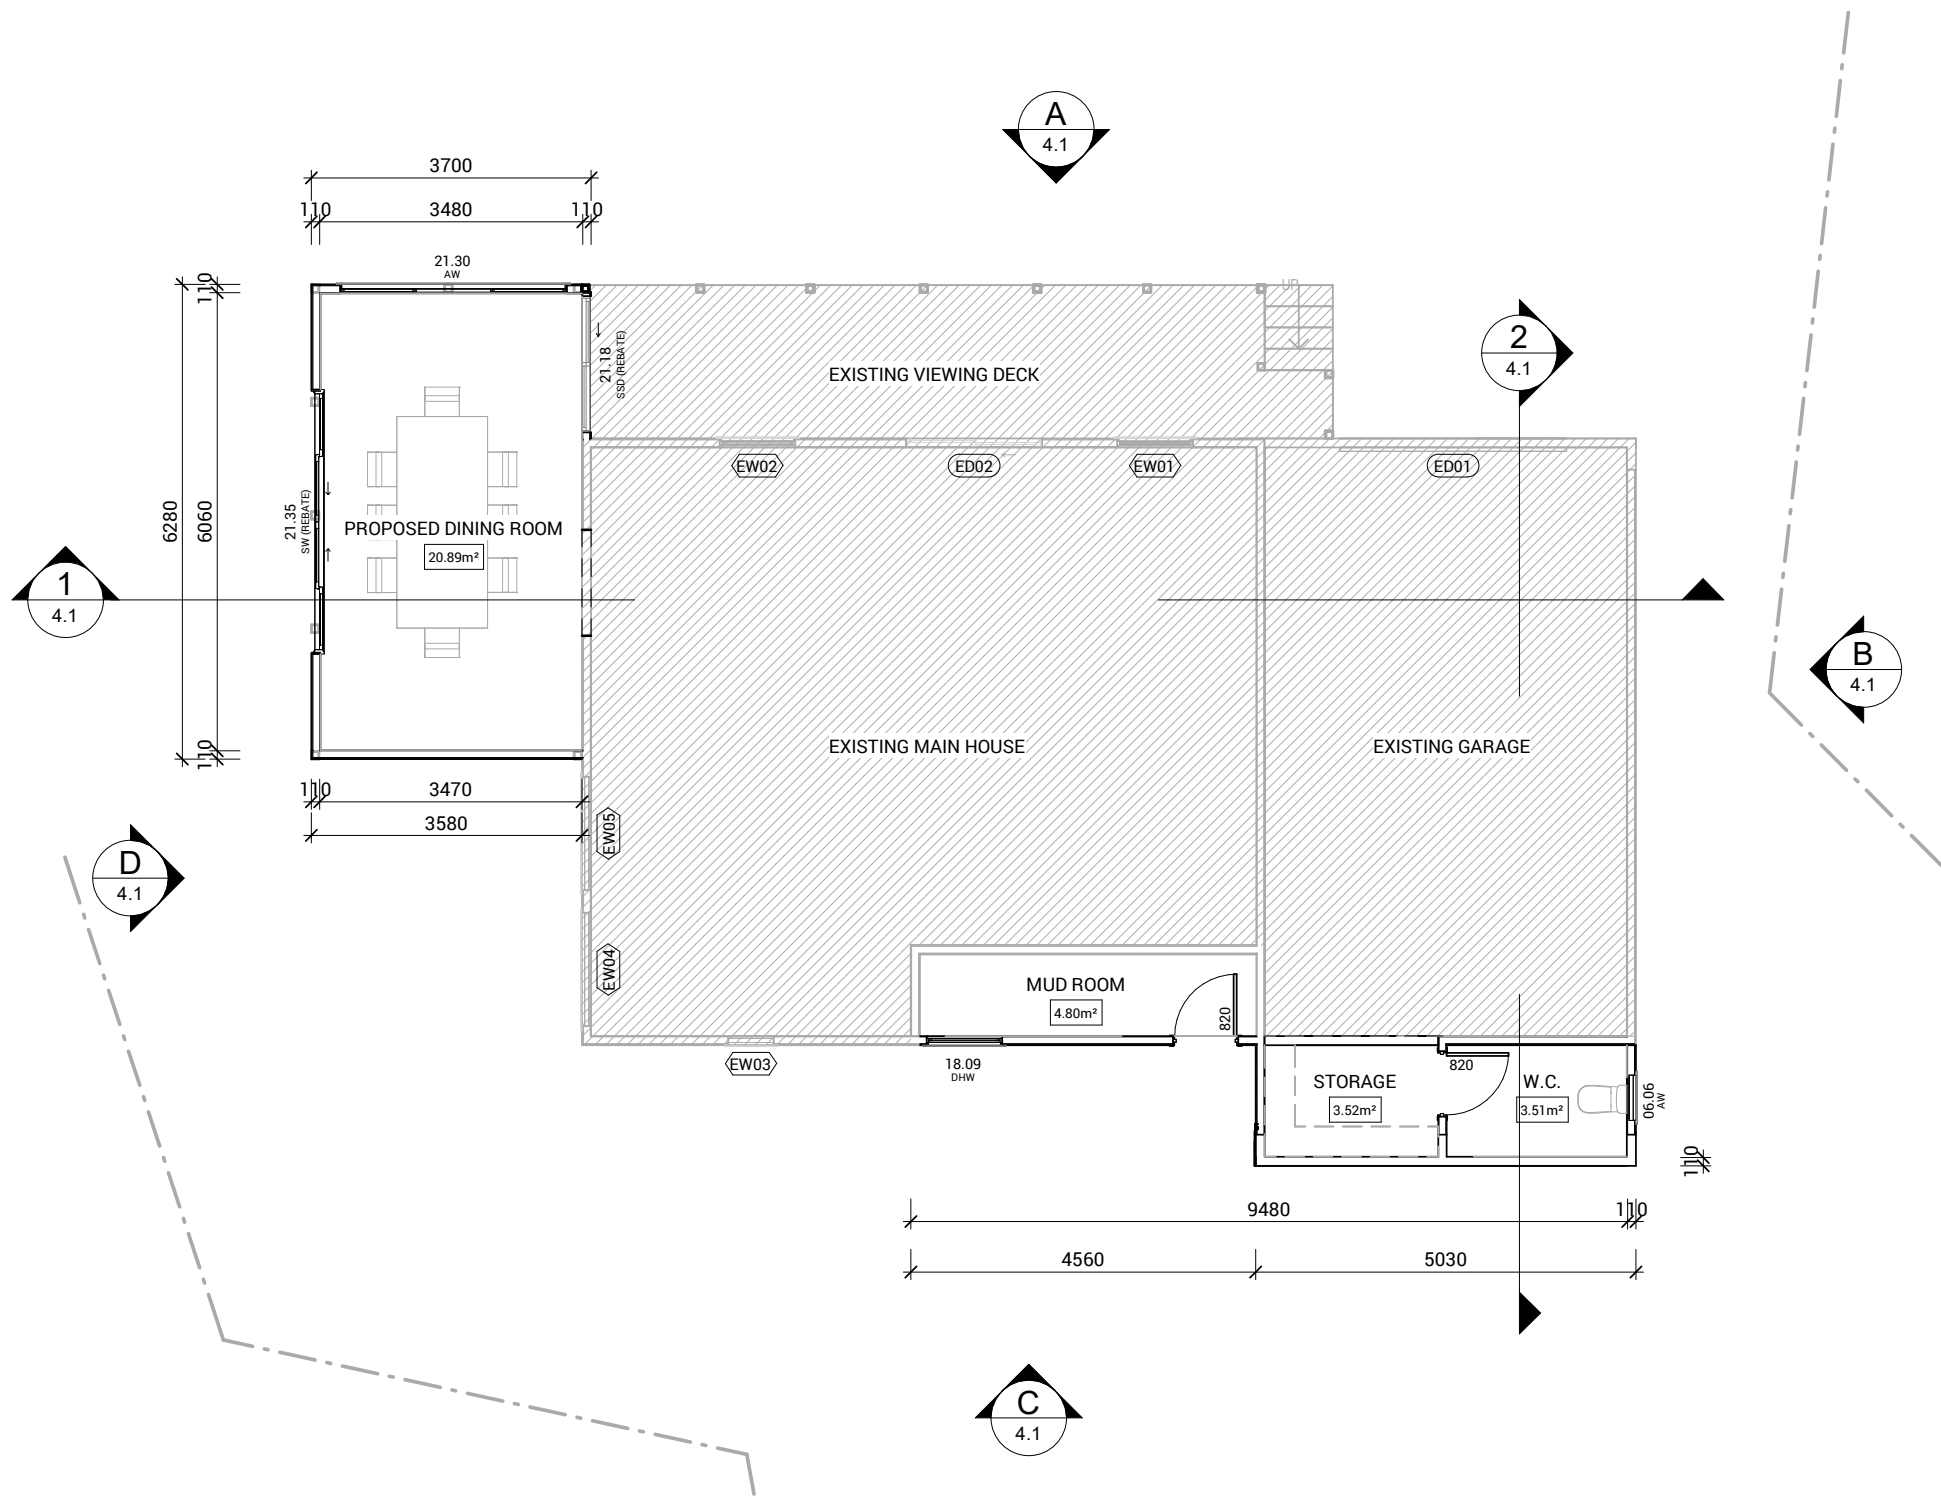 A
4.1
3700
110
3480
110
21.30
AW
UP
110
2
4.1
21.18
SSD (REBATE)
EXISTING VIEWING DECK
EW02
ED02
EW01
ED01
6280
6060
21.35
SW (REBATE)
PROPOSED DINING ROOM
20.89m²
1
4.1
B
4.1
EXISTING MAIN HOUSE
EXISTING GARAGE
110
110
3470
3580
EW05
D
4.1
EW04
MUD ROOM
4.80m²
820
EW03
18.09
DHW
820
STORAGE
3.52m²
W.C.
3.51m²
06.06
AW
110
9480
110
4560
5030
C
4.1